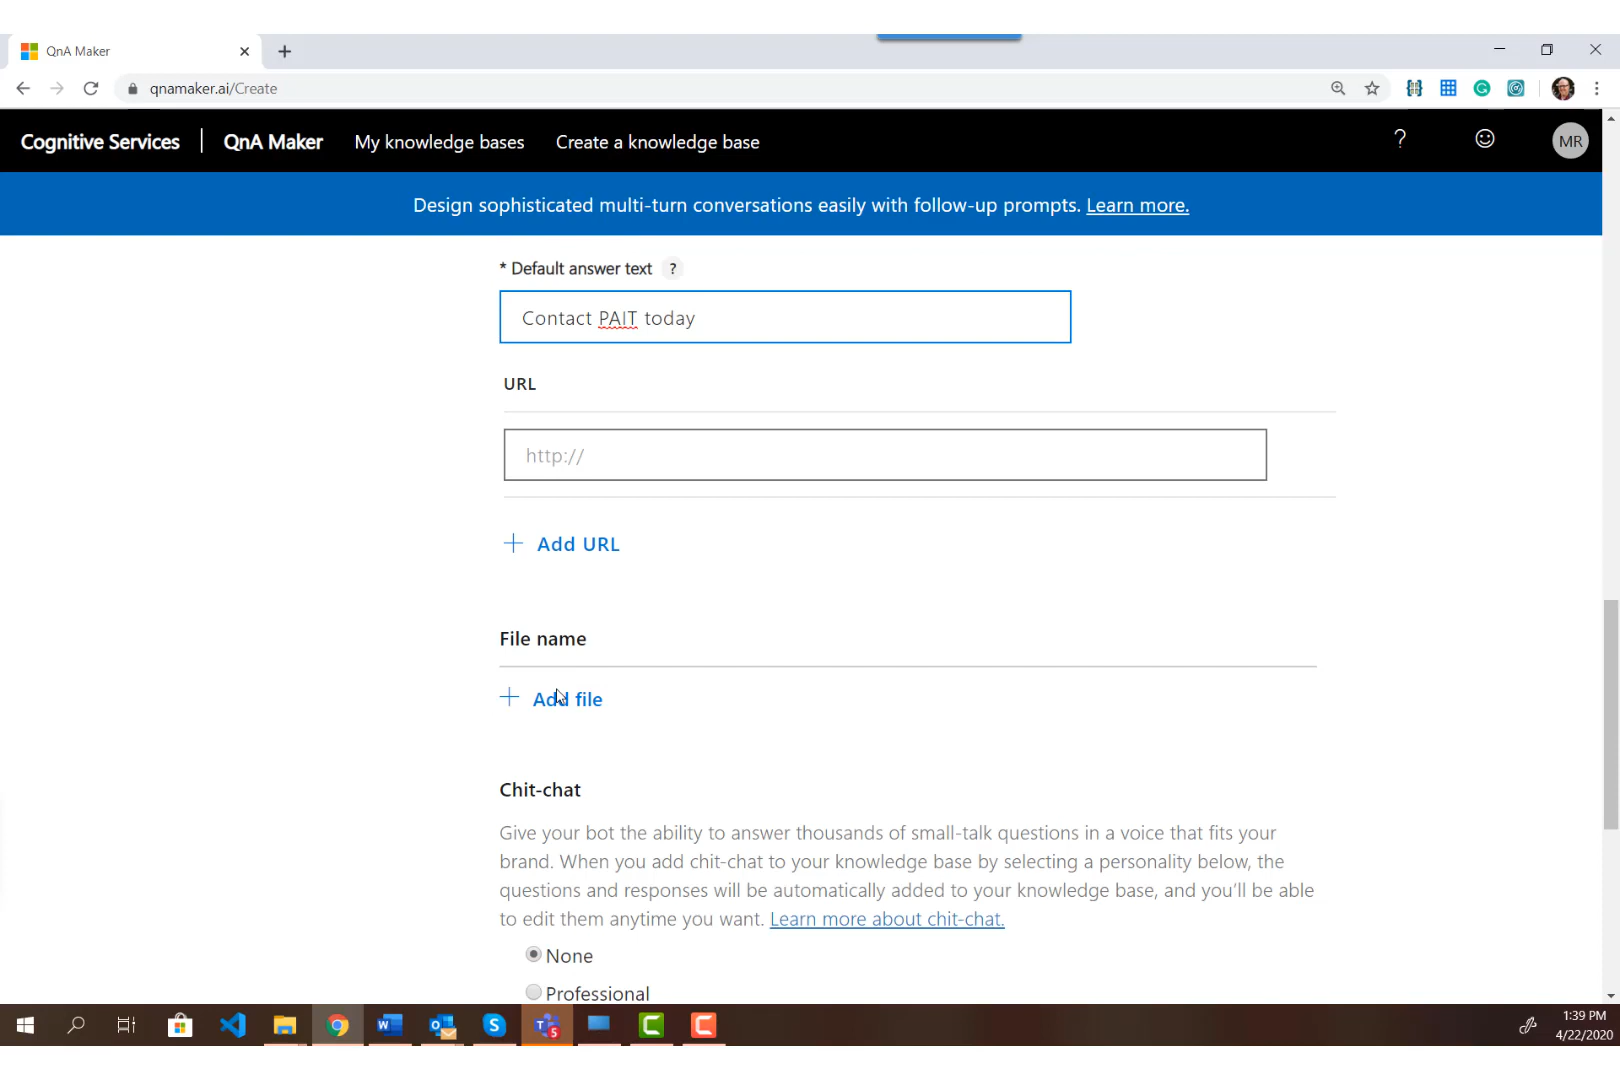 QnA Maker
qnamaker.ai/Create
Cognitive Services | QnA Maker My knowledge bases Create a knowledge base ? MR
Design sophisticated multi-turn conversations easily with follow-up prompts. Learn more.
* Default answer text ?
Contact PAIT today
URL
http://
+ Add URL
File name
+ Add file
Chit-chat
Give your bot the ability to answer thousands of small-talk questions in a voice that fits your
brand. When you add chit-chat to your knowledge base by selecting a personality below, the
questions and responses will be automatically added to your knowledge base, and you'll be able
to edit them anytime you want. Learn more about chit-chat.
None
Professional
1:39 PM
4/22/2020